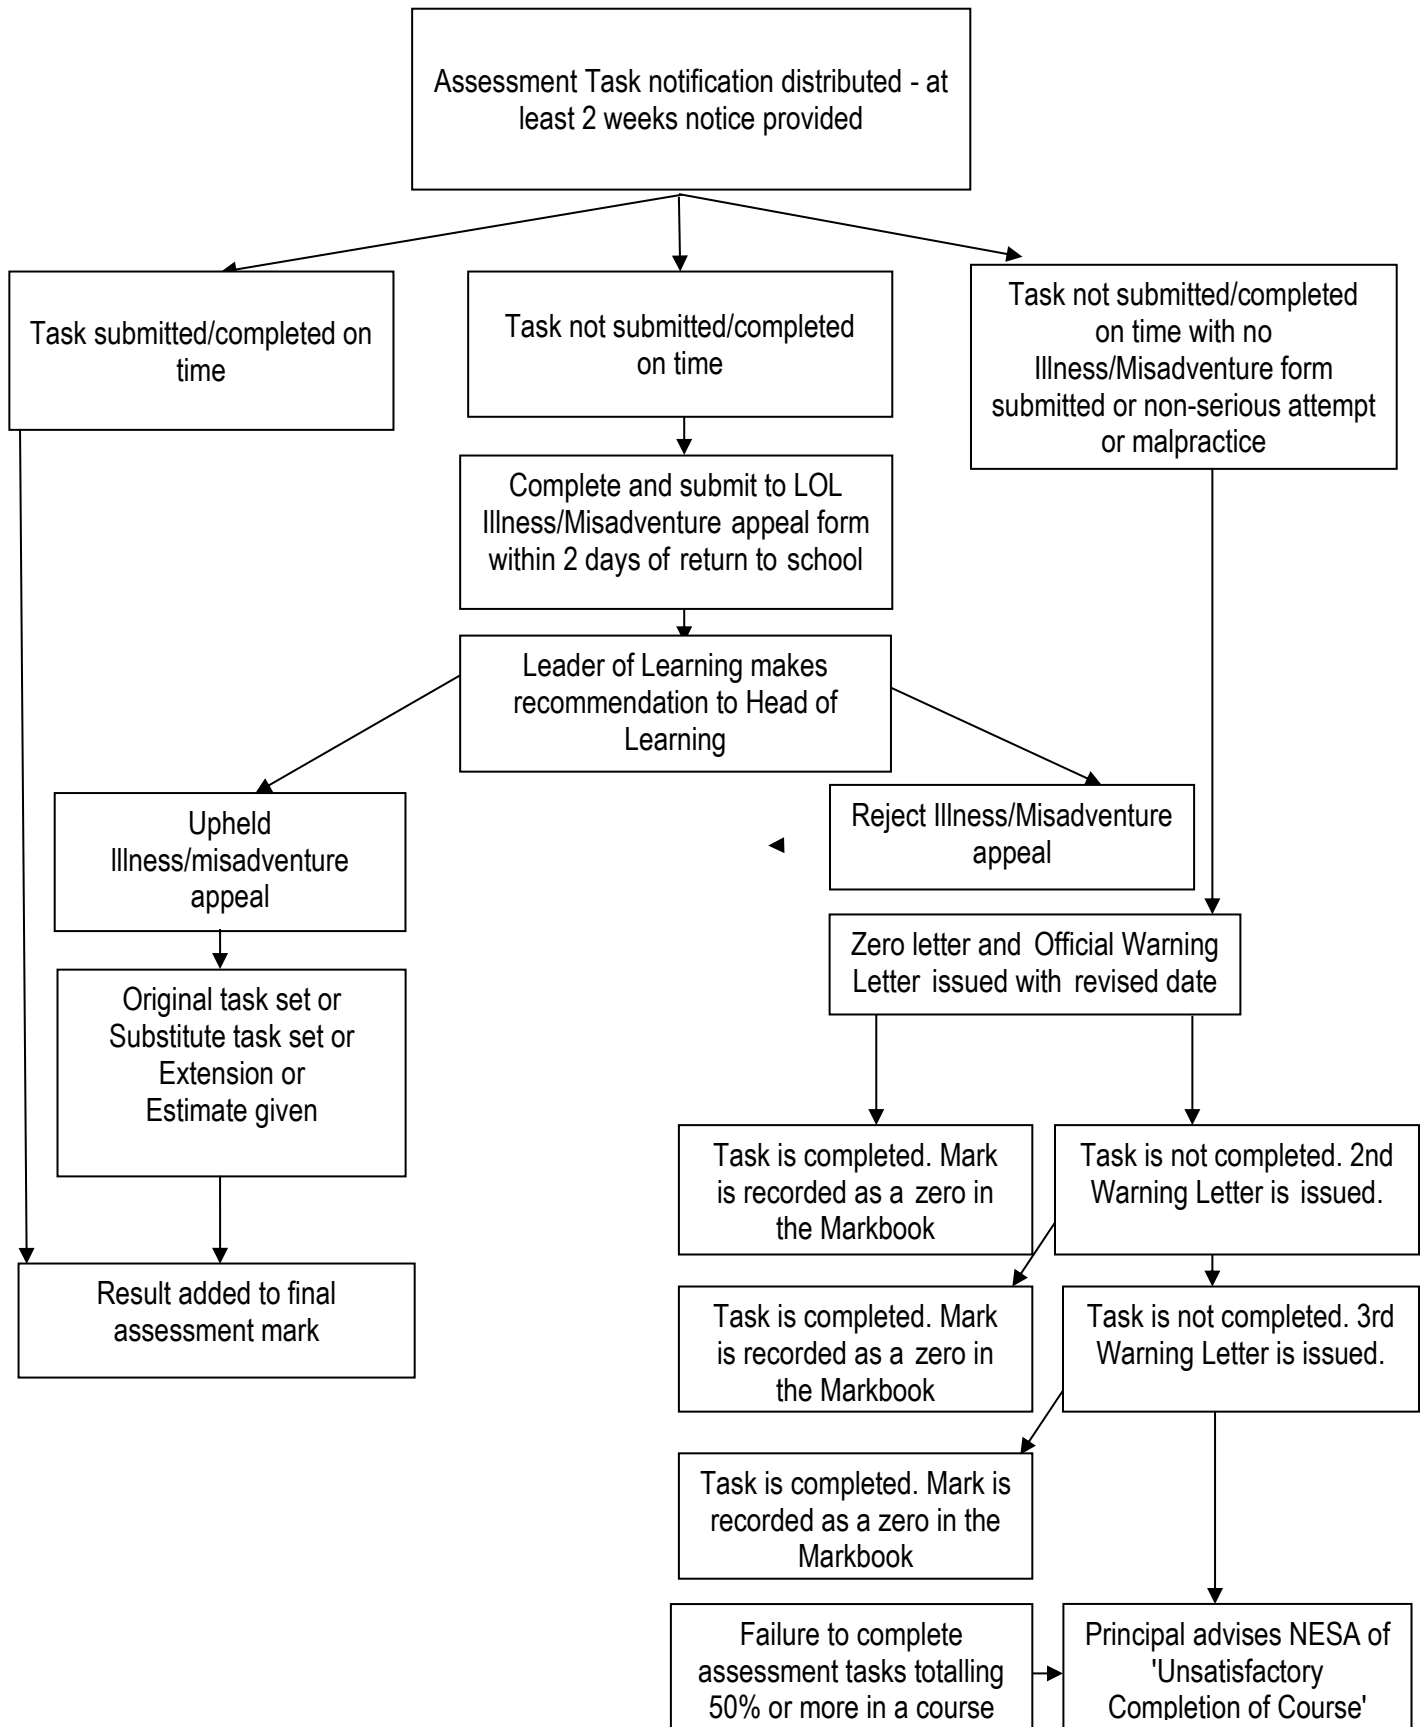 Assessment Task notification distributed - at
least 2 weeks notice provided
Task submitted/completed on
time
Task not submitted/completed
on time
Task not submitted/completed
on time with no
Illness/Misadventure form
submitted or non-serious attempt
or malpractice
Complete and submit to LOL
Illness/Misadventure appeal form
within 2 days of return to school
Leader of Learning makes
recommendation to Head of
Learning
Upheld
Illness/misadventure
appeal
Reject Illness/Misadventure
appeal
Original task set or
Substitute task set or
Extension or
Estimate given
Zero letter and Official Warning
Letter issued with revised date
Task is completed. Mark
is recorded as a zero in
the Markbook
Task is not completed. 2nd
Warning Letter is issued.
Result added to final
assessment mark
Task is completed. Mark
is recorded as a zero in
the Markbook
Task is not completed. 3rd
Warning Letter is issued.
Task is completed. Mark is
recorded as a zero in the
Markbook
Failure to complete
assessment tasks totalling
50% or more in a course
Principal advises NESA of
'Unsatisfactory
Completion of Course'